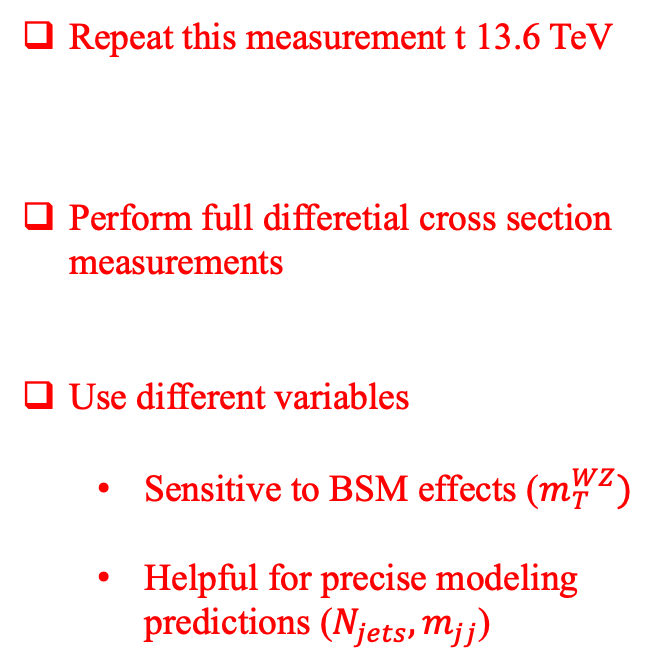 ❑ Repeat this measurement t 13.6 TeV
❑ Perform full differetial cross section
measurements
❑ Use different variables
• Sensitive to BSM effects ($m_T^{WZ}$)
• Helpful for precise modeling
predictions ($N_{jets}, m_{jj}$)